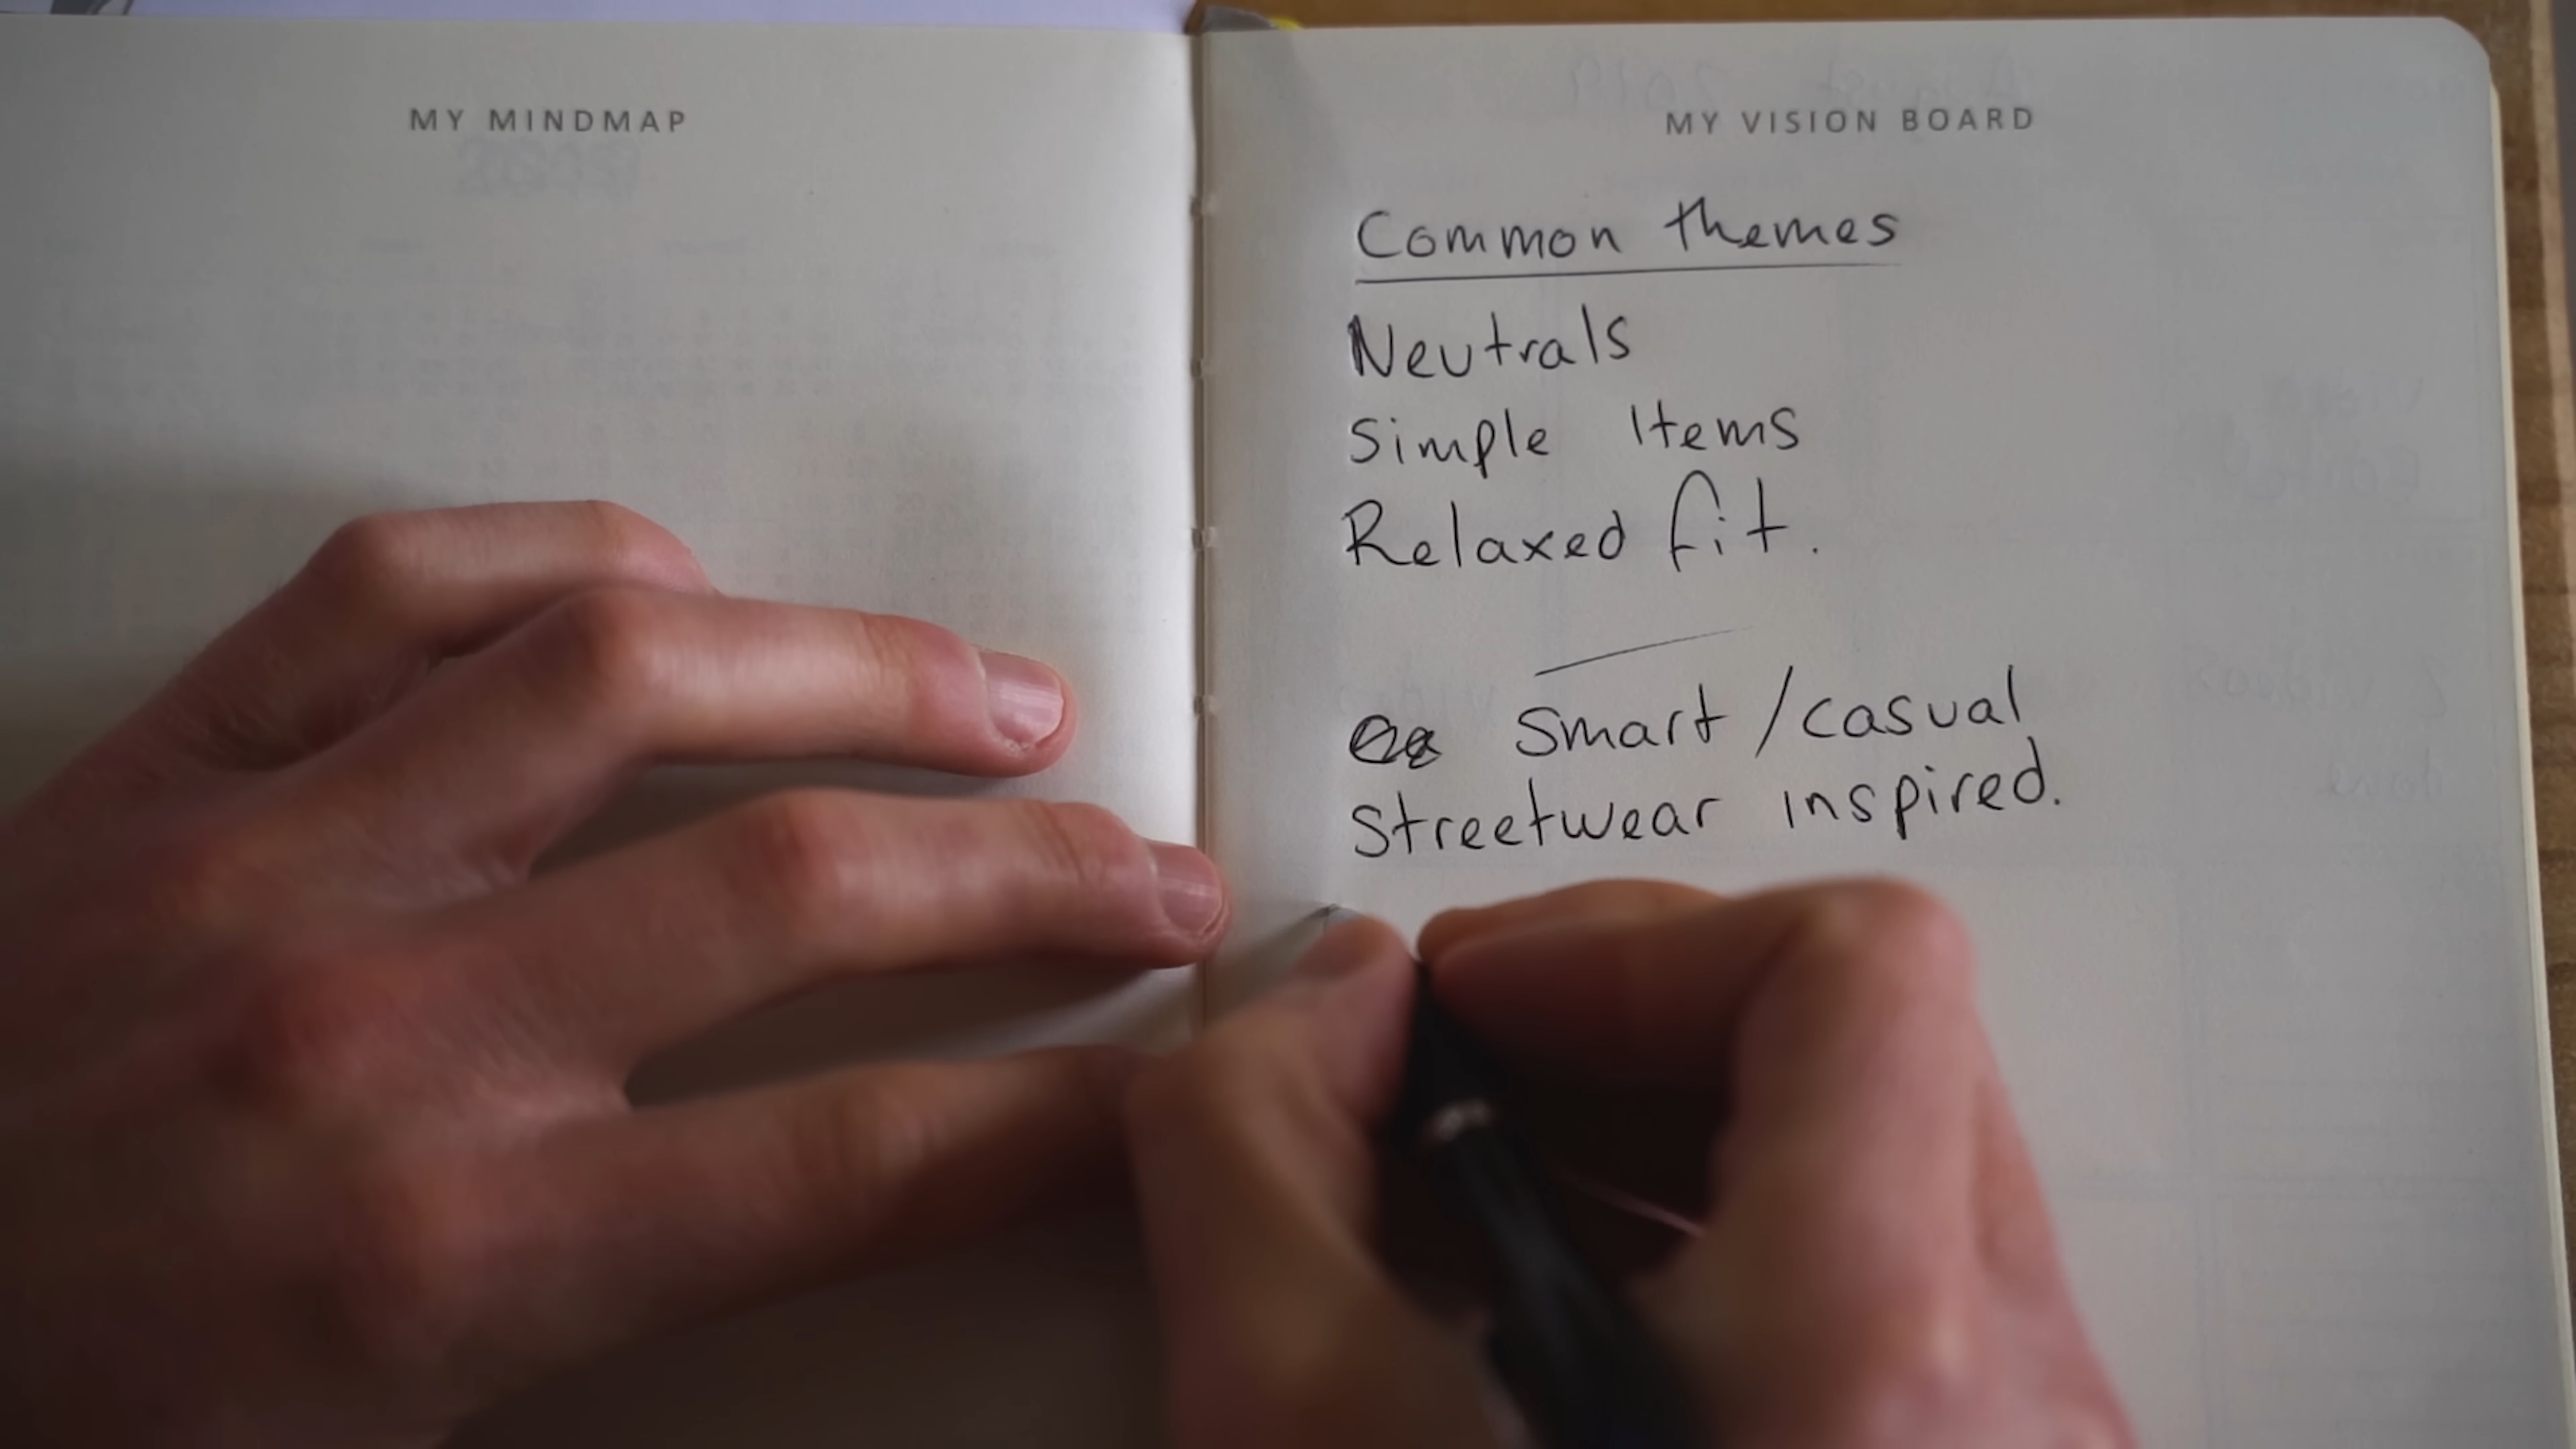 MY MINDMAP
MY VISION BOARD
Common themes
Neutrals
Simple Items
Relaxed fit.
Smart/casual
Streetwear inspired.